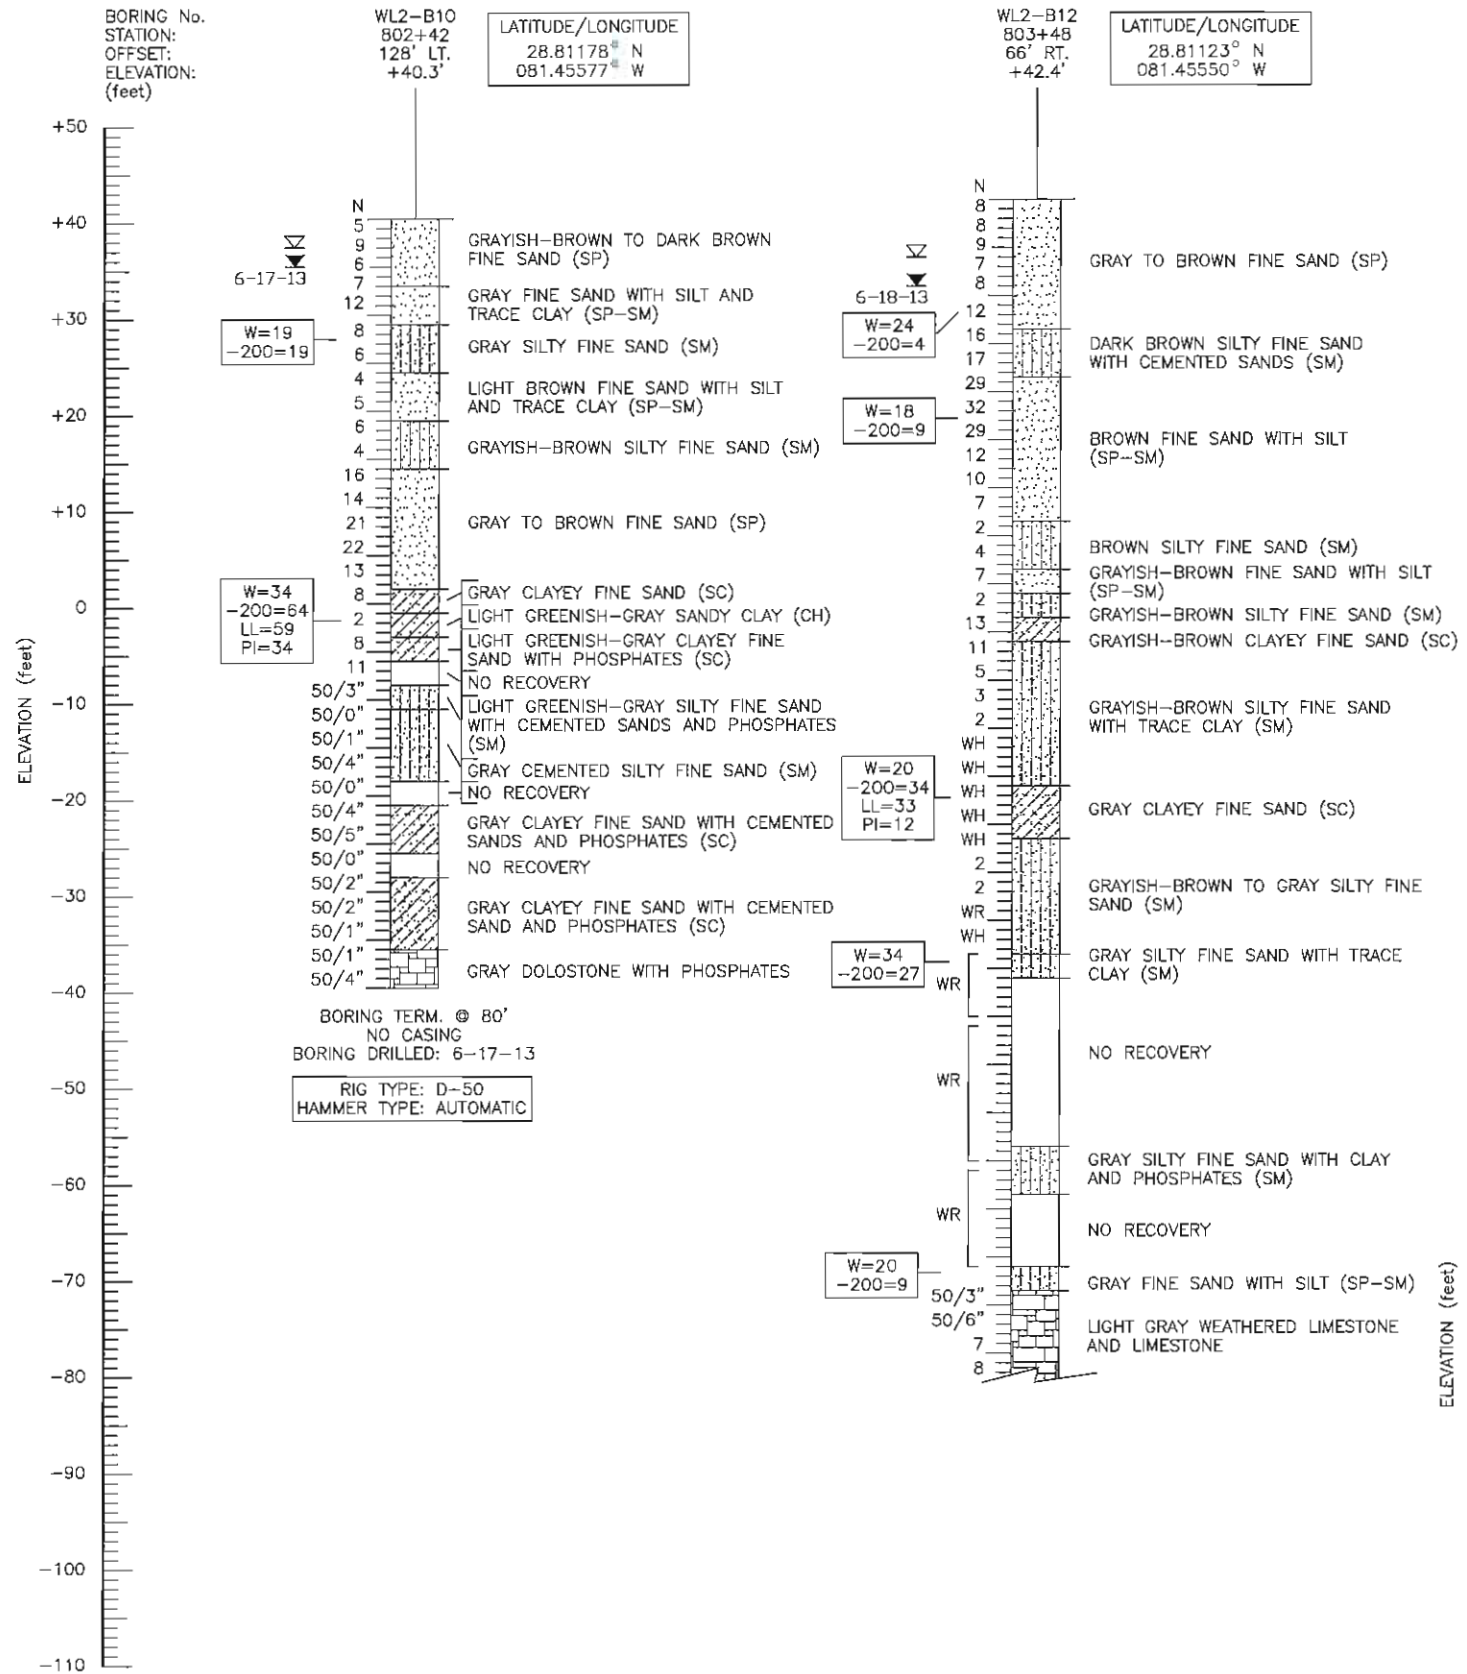 BORING No.
STATION:
OFFSET:
ELEVATION:
(feet)
WL2-B10
802+42
128' LT.
+40.3'
LATITUDE/LONGITUDE
28.81178° N
081.45577° W
WL2-B12
803+48
66' RT.
+42.4'
LATITUDE/LONGITUDE
28.81123° N
081.45550° W
ELEVATION (feet)
+50
+40
+30
+20
+10
0
-10
-20
-30
-40
-50
-60
-70
-80
-90
-100
-110
N
5
9
6
7
12
8
6
4
5
6
4
16
14
21
22
13
8
2
8
11
50/3"
50/0"
50/1"
50/4"
50/0"
50/4"
50/5"
50/0"
50/2"
50/2"
50/1"
50/1"
50/4"
6-17-13
W=19
-200=19
W=34
-200=64
LL=59
PI=34
GRAYISH-BROWN TO DARK BROWN
FINE SAND (SP)
GRAY FINE SAND WITH SILT AND
TRACE CLAY (SP-SM)
GRAY SILTY FINE SAND (SM)
LIGHT BROWN FINE SAND WITH SILT
AND TRACE CLAY (SP-SM)
GRAYISH-BROWN SILTY FINE SAND (SM)
GRAY TO BROWN FINE SAND (SP)
GRAY CLAYEY FINE SAND (SC)
LIGHT GREENISH-GRAY SANDY CLAY (CH)
LIGHT GREENISH-GRAY CLAYEY FINE
SAND WITH PHOSPHATES (SC)
NO RECOVERY
LIGHT GREENISH-GRAY SILTY FINE SAND
WITH CEMENTED SANDS AND PHOSPHATES
(SM)
GRAY CEMENTED SILTY FINE SAND (SM)
NO RECOVERY
GRAY CLAYEY FINE SAND WITH CEMENTED
SANDS AND PHOSPHATES (SC)
NO RECOVERY
GRAY CLAYEY FINE SAND WITH CEMENTED
SAND AND PHOSPHATES (SC)
GRAY DOLOSTONE WITH PHOSPHATES
BORING TERM. @ 80'
NO CASING
BORING DRILLED: 6-17-13
RIG TYPE: D-50
HAMMER TYPE: AUTOMATIC
N
8
8
9
7
8
12
16
17
29
32
29
12
10
7
2
4
7
2
13
11
5
3
2
WH
WH
WH
WH
WH
2
2
WR
WH
WR
WR
WR
50/3"
50/6"
7
8
6-18-13
W=24
-200=4
W=18
-200=9
W=20
-200=34
LL=33
PI=12
W=34
-200=27
W=20
-200=9
GRAY TO BROWN FINE SAND (SP)
DARK BROWN SILTY FINE SAND
WITH CEMENTED SANDS (SM)
BROWN FINE SAND WITH SILT
(SP-SM)
BROWN SILTY FINE SAND (SM)
GRAYISH-BROWN FINE SAND WITH SILT
(SP-SM)
GRAYISH-BROWN SILTY FINE SAND (SM)
GRAYISH-BROWN CLAYEY FINE SAND (SC)
GRAYISH-BROWN SILTY FINE SAND
WITH TRACE CLAY (SM)
GRAY CLAYEY FINE SAND (SC)
GRAYISH-BROWN TO GRAY SILTY FINE
SAND (SM)
GRAY SILTY FINE SAND WITH TRACE
CLAY (SM)
NO RECOVERY
GRAY SILTY FINE SAND WITH CLAY
AND PHOSPHATES (SM)
NO RECOVERY
GRAY FINE SAND WITH SILT (SP-SM)
LIGHT GRAY WEATHERED LIMESTONE
AND LIMESTONE
ELEVATION (feet)